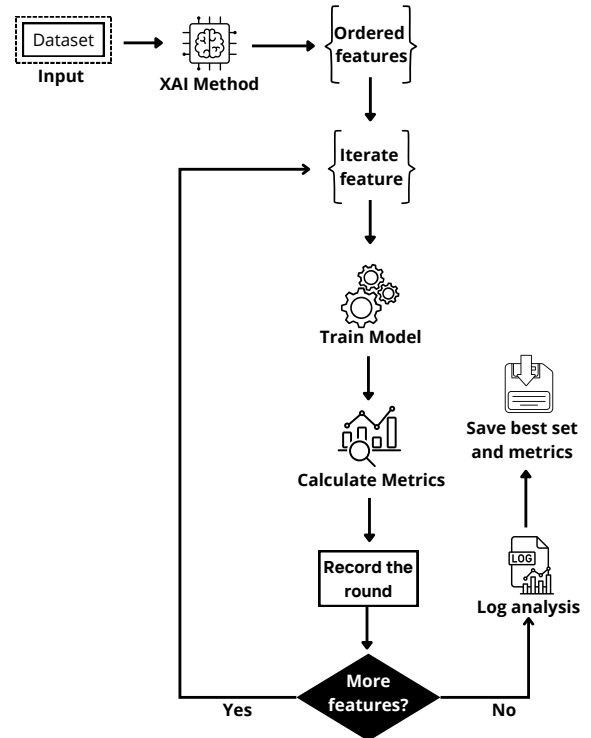 Dataset
Input
XAI Method
Ordered
features
Iterate
feature
Train Model
Calculate Metrics
Record the
round
More
features?
Yes
No
LOG
Log analysis
Save best set
and metrics